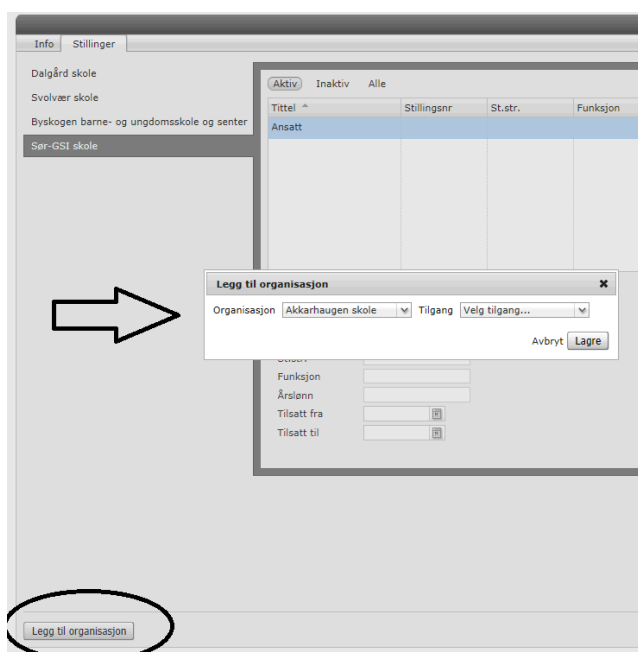 Info Stillinger
Dalgård skole
Svolvær skole
Byskogen barne- og ungdomsskole og senter
Sør-GSI skole
Aktiv Inaktiv Alle
Tittel Stillingsnr St.str. Funksjon
Ansatt
Legg til organisasjon
Organisasjon Akkarhaugen skole Tilgang Velg tilgang...
Avbryt Lagre
Funksjon
Årslønn
Tilsatt fra
Tilsatt til
Legg til organisasjon